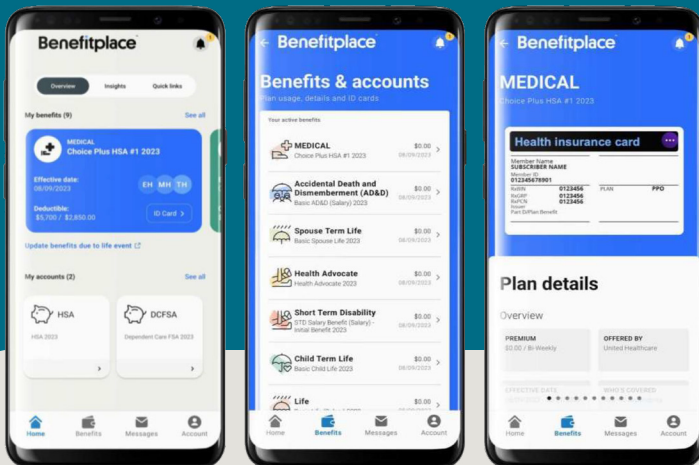 Benefitplace
Overview
Insights
Quick links
My benefits (9)
See all
MEDICAL
Choice Plus HSA #1 2023
Effective date:
08/09/2023
EH MH TH
Deductible:
$5,700 / $2,850.00
ID Card >
Update benefits due to life event
My accounts (2)
See all
HSA
HSA 2023
DCFSA
Dependent Care FSA 2023
Home
Benefits
Messages
Account
Benefitplace
Benefits & accounts
Plan usage, details and ID cards
Your active benefits
MEDICAL
Choice Plus HSA #1 2023
$0.00
08/09/2023
Accidental Death and
Dismemberment (AD&D)
Basic AD&D (Salary) 2023
$0.00
08/09/2023
Spouse Term Life
Basic Spouse Life 2023
$0.00
08/09/2023
Health Advocate
Health Advocate 2023
$0.00
08/09/2023
Short Term Disability
STD Salary Benefit (Salary) -
Initial Benefit 2023
$0.00
08/09/2023
Child Term Life
Basic Child Life 2023
$0.00
08/09/2023
Life
$0.00
Home
Benefits
Messages
Account
Benefitplace
MEDICAL
Choice Plus HSA #1 2023
Health insurance card
Member Name
SUBSCRIBER NAME
Member ID
012345678901
RxBIN 0123456
PLAN PPO
RxGRP 0123456
RxPCN 0123456
Issuer
Part D/Plan Benefit
Plan details
Overview
PREMIUM
$0.00 / Bi-Weekly
OFFERED BY
United Healthcare
EFFECTIVE DATE
WHO'S COVERED
Home
Benefits
Messages
Account